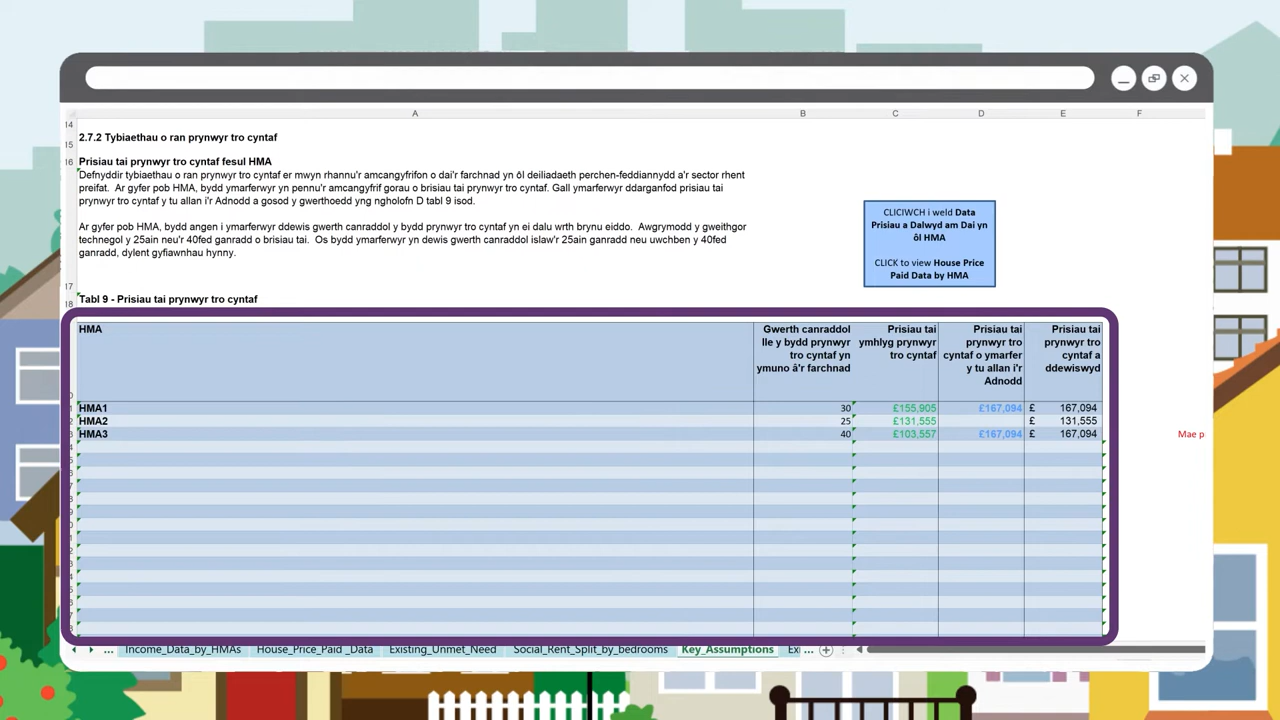 A B C D E F
14
15 2.7.2 Tybiaethau o ran prynwyr tro cyntaf
16 Prisiau tai prynwyr tro cyntaf fesul HMA
Defnyddir tybiaethau o ran prynwyr tro cyntaf er mwyn rhannu'r amcangyfrifon o dai'r farchnad yn ôl deiliadaeth perchen-feddiannydd a'r sector rhent
preifat. Ar gyfer pob HMA, bydd ymarferwyr yn pennu'r amcangyfrif gorau o brisiau tai prynwyr tro cyntaf. Gall ymarferwyr ddarganfod prisiau tai
prynwyr tro cyntaf y tu allan i'r Adnodd a gosod y gwerthoedd yng ngholofn D tabl 9 isod.
Ar gyfer pob HMA, bydd angen i ymarferwyr ddewis gwerth canraddol y bydd prynwyr tro cyntaf yn ei dalu wrth brynu eiddo. Awgrymodd y gweithgor
technegol y 25ain neu'r 40fed ganradd o brisiau tai. Os bydd ymarferwyr yn dewis gwerth canraddol islaw'r 25ain ganradd neu uwchben y 40fed
ganradd, dylent gyfiawnhau hynny.
CLICIWCH i weld Data
Prisiau a Dalwyd am Dai yn
ôl HMA
CLICK to view House Price
Paid Data by HMA
17
18 Tabl 9 - Prisiau tai prynwyr tro cyntaf
HMA
Gwerth canraddol
lle y bydd prynwyr
tro cyntaf yn
ymuno â'r farchnad
Prisiau tai
ymhlyg prynwyr
tro cyntaf
Prisiau tai
prynwyr tro
cyntaf o ymarfer
y tu allan i'r
Adnodd
Prisiau tai
prynwyr tro
cyntaf a
ddewiswyd
HMA1 30 £155,905 £167,094 £ 167,094
HMA2 25 £131,555 £ 131,555
HMA3 40 £103,557 £167,094 £ 167,094
Mae p
... Income_Data_by_HMAs House_Price_Paid _Data Existing_Unmet_Need Social_Rent_Split_by_bedrooms Key_Assumptions Ex ...